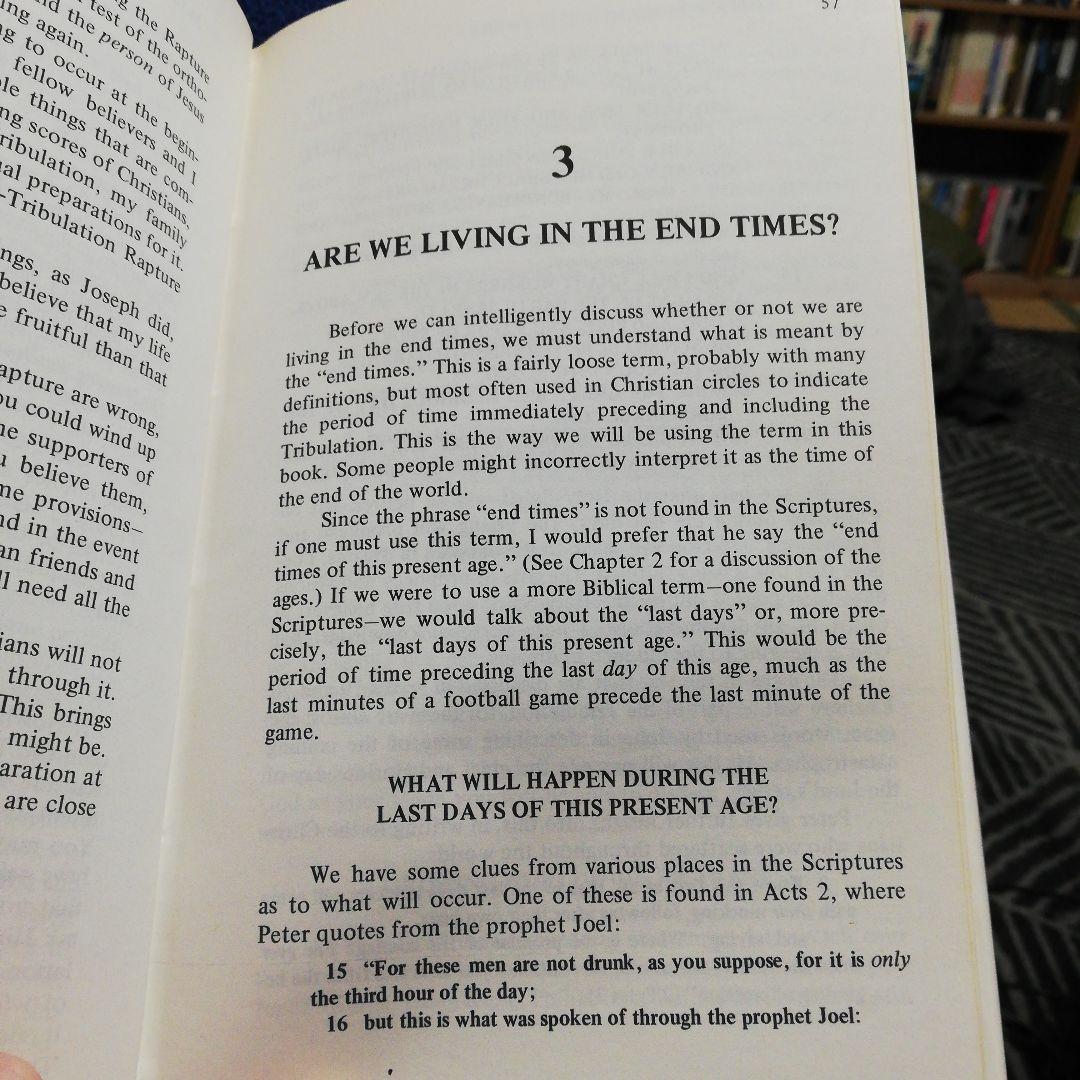 g the Rapture
test of the ortho-
nd the person of Jesus
ing again.
g to occur at the begin-
fellow believers and I
le things that are com-
ng scores of Christians,
ribulation, my family
al preparations for it.
-Tribulation Rapture
ngs, as Joseph did,
believe that my life
e fruitful than that
apture are wrong,
ou could wind up
he supporters of
u believe them,
me provisions—
nd in the event
an friends and
ll need all the
ians will not
through it.
This brings
might be.
aration at
are close
57
3
ARE WE LIVING IN THE END TIMES?
Before we can intelligently discuss whether or not we are
living in the end times, we must understand what is meant by
the “end times.” This is a fairly loose term, probably with many
definitions, but most often used in Christian circles to indicate
the period of time immediately preceding and including the
Tribulation. This is the way we will be using the term in this
book. Some people might incorrectly interpret it as the time of
the end of the world.
Since the phrase “end times” is not found in the Scriptures,
if one must use this term, I would prefer that he say the “end
times of this present age.” (See Chapter 2 for a discussion of the
ages.) If we were to use a more Biblical term—one found in the
Scriptures—we would talk about the “last days” or, more pre-
cisely, the “last days of this present age.” This would be the
period of time preceding the last day of this age, much as the
last minutes of a football game precede the last minute of the
game.
WHAT WILL HAPPEN DURING THE
LAST DAYS OF THIS PRESENT AGE?
We have some clues from various places in the Scriptures
as to what will occur. One of these is found in Acts 2, where
Peter quotes from the prophet Joel:
15 “For these men are not drunk, as you suppose, for it is only
the third hour of the day;
16 but this is what was spoken of through the prophet Joel: